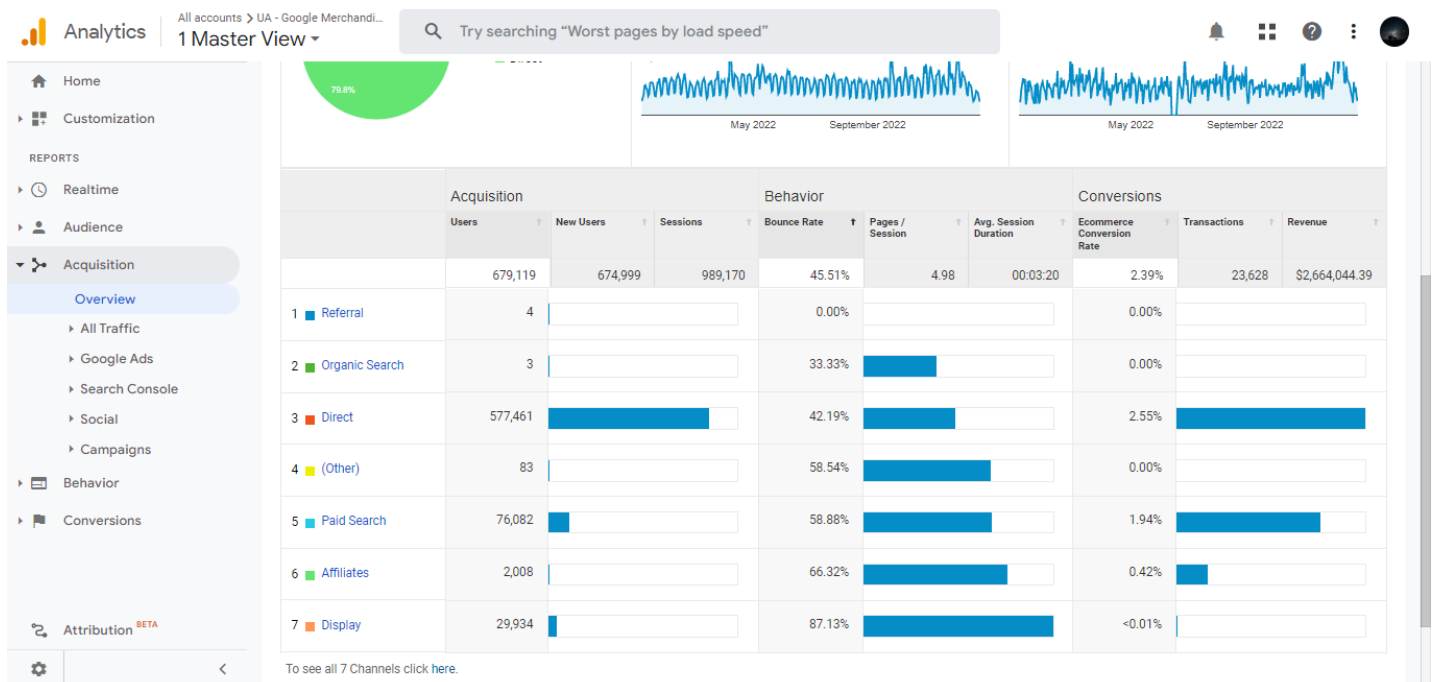 Analytics
All accounts > UA - Google Merchandi...
1 Master View
Try searching “Worst pages by load speed”
Home
Customization
REPORTS
Realtime
Audience
Acquisition
Overview
All Traffic
Google Ads
Search Console
Social
Campaigns
Behavior
Conversions
Attribution BETA
79.8%
May 2022 September 2022
May 2022 September 2022
Acquisition Behavior Conversions
Users New Users Sessions Bounce Rate Pages / Session Avg. Session Duration Ecommerce Conversion Rate Transactions Revenue
679,119 674,999 989,170 45.51% 4.98 00:03:20 2.39% 23,628 $2,664,044.39
1 Referral 4 0.00% 0.00%
2 Organic Search 3 33.33% 0.00%
3 Direct 577,461 42.19% 2.55%
4 (Other) 83 58.54% 0.00%
5 Paid Search 76,082 58.88% 1.94%
6 Affiliates 2,008 66.32% 0.42%
7 Display 29,934 87.13% <0.01%
To see all 7 Channels click here.